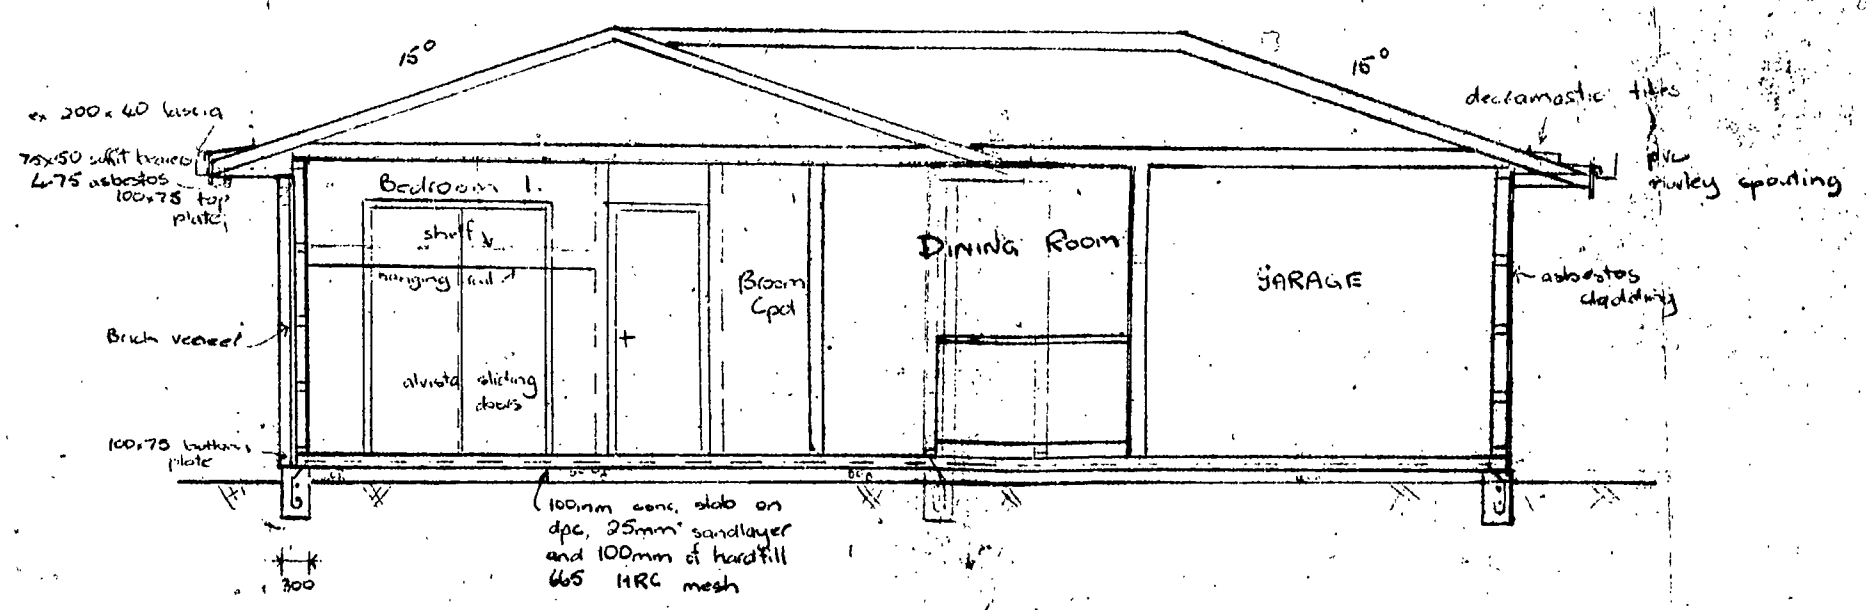 15°
15°
ex 200 x 40 fascia
decramastic tiles
75x50 soffit bearers
4.75 asbestos
100x75 top
plate
pvc
marley spouting
Bedroom 1.
shelf
hanging rail
DINING ROOM
Broom
Cpd
GARAGE
asbestos
cladding
Brick veneer
alvista sliding
doors
100x75 bottom
plate
100mm conc. slab on
dpc, 25mm sandlayer
and 100mm of hardfill
665 HRC mesh
300